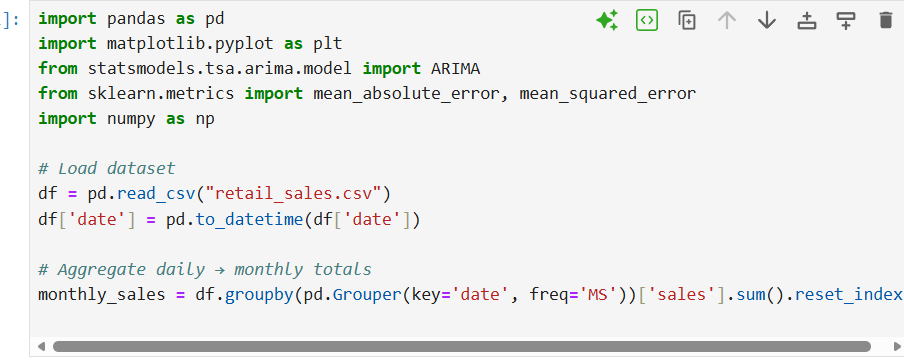 ]:
import pandas as pd
import matplotlib.pyplot as plt
from statsmodels.tsa.arima.model import ARIMA
from sklearn.metrics import mean_absolute_error, mean_squared_error
import numpy as np
# Load dataset
df = pd.read_csv("retail_sales.csv")
df['date'] = pd.to_datetime(df['date'])
# Aggregate daily → monthly totals
monthly_sales = df.groupby(pd.Grouper(key='date', freq='MS'))['sales'].sum().reset_index